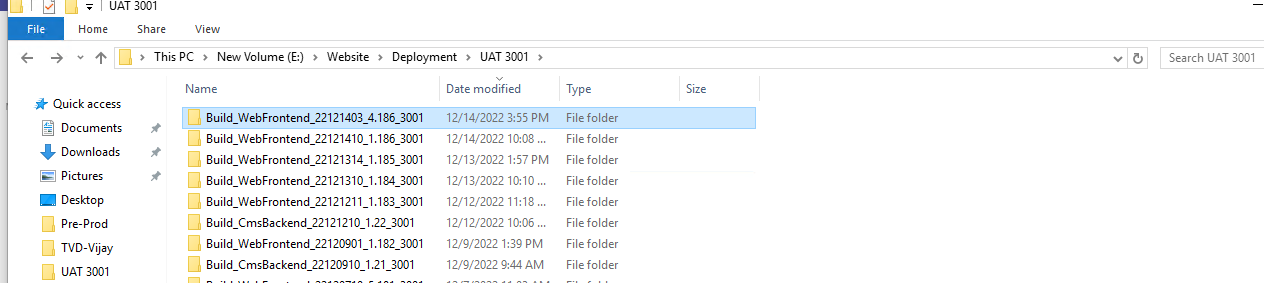 UAT 3001
File Home Share View
This PC New Volume (E:) Website Deployment UAT 3001 Search UAT 3001
Name Date modified Type Size
Quick access
Build_WebFrontend_22121403_4.186_3001 12/14/2022 3:55 PM File folder
Documents
Build_WebFrontend_22121410_1.186_3001 12/14/2022 10:08 ... File folder
Downloads
Build_WebFrontend_22121314_1.185_3001 12/13/2022 1:57 PM File folder
Pictures
Build_WebFrontend_22121310_1.184_3001 12/13/2022 10:10 ... File folder
Desktop
Build_WebFrontend_22121211_1.183_3001 12/12/2022 11:18 ... File folder
Pre-Prod
Build_CmsBackend_22121210_1.22_3001 12/12/2022 10:06 ... File folder
TVD-Vijay
Build_WebFrontend_22120901_1.182_3001 12/9/2022 1:39 PM File folder
UAT 3001
Build_CmsBackend_22120910_1.21_3001 12/9/2022 9:44 AM File folder